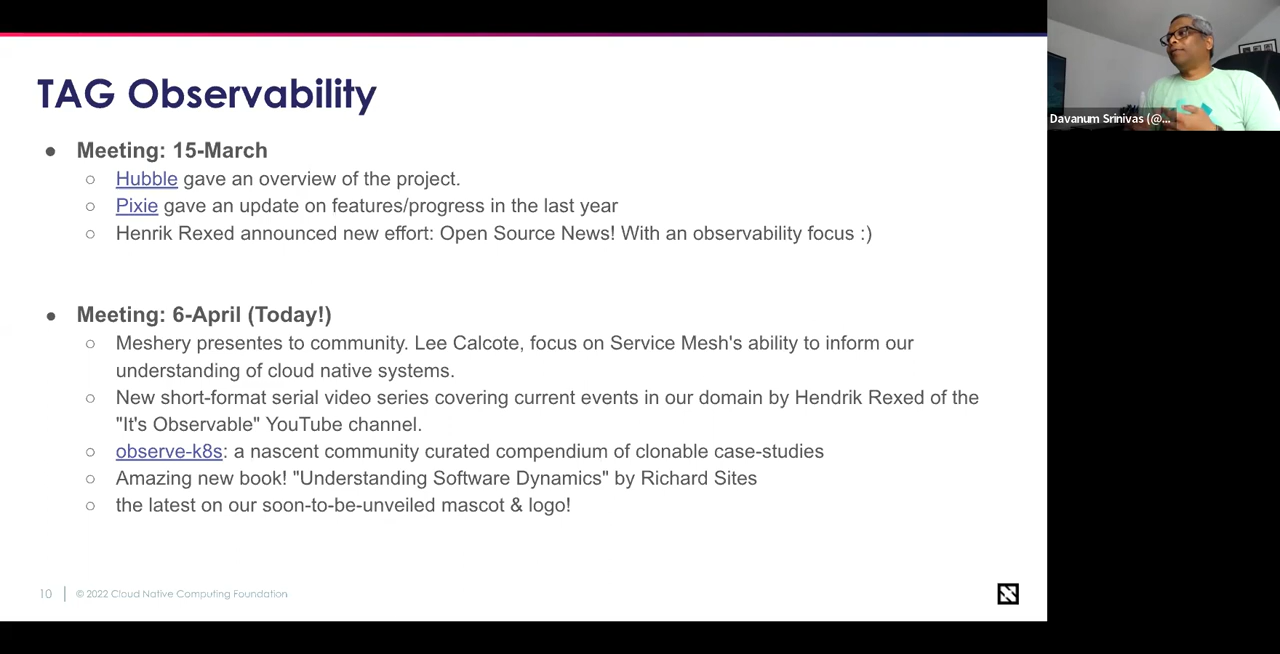 TAG Observability
Davanum Srinivas (@...
● Meeting: 15-March
○ Hubble gave an overview of the project.
○ Pixie gave an update on features/progress in the last year
○ Henrik Rexed announced new effort: Open Source News! With an observability focus :)
● Meeting: 6-April (Today!)
○ Meshery presentes to community. Lee Calcote, focus on Service Mesh's ability to inform our
understanding of cloud native systems.
○ New short-format serial video series covering current events in our domain by Hendrik Rexed of the
"It's Observable" YouTube channel.
○ observe-k8s: a nascent community curated compendium of clonable case-studies
○ Amazing new book! "Understanding Software Dynamics" by Richard Sites
○ the latest on our soon-to-be-unveiled mascot & logo!
10 | © 2022 Cloud Native Computing Foundation